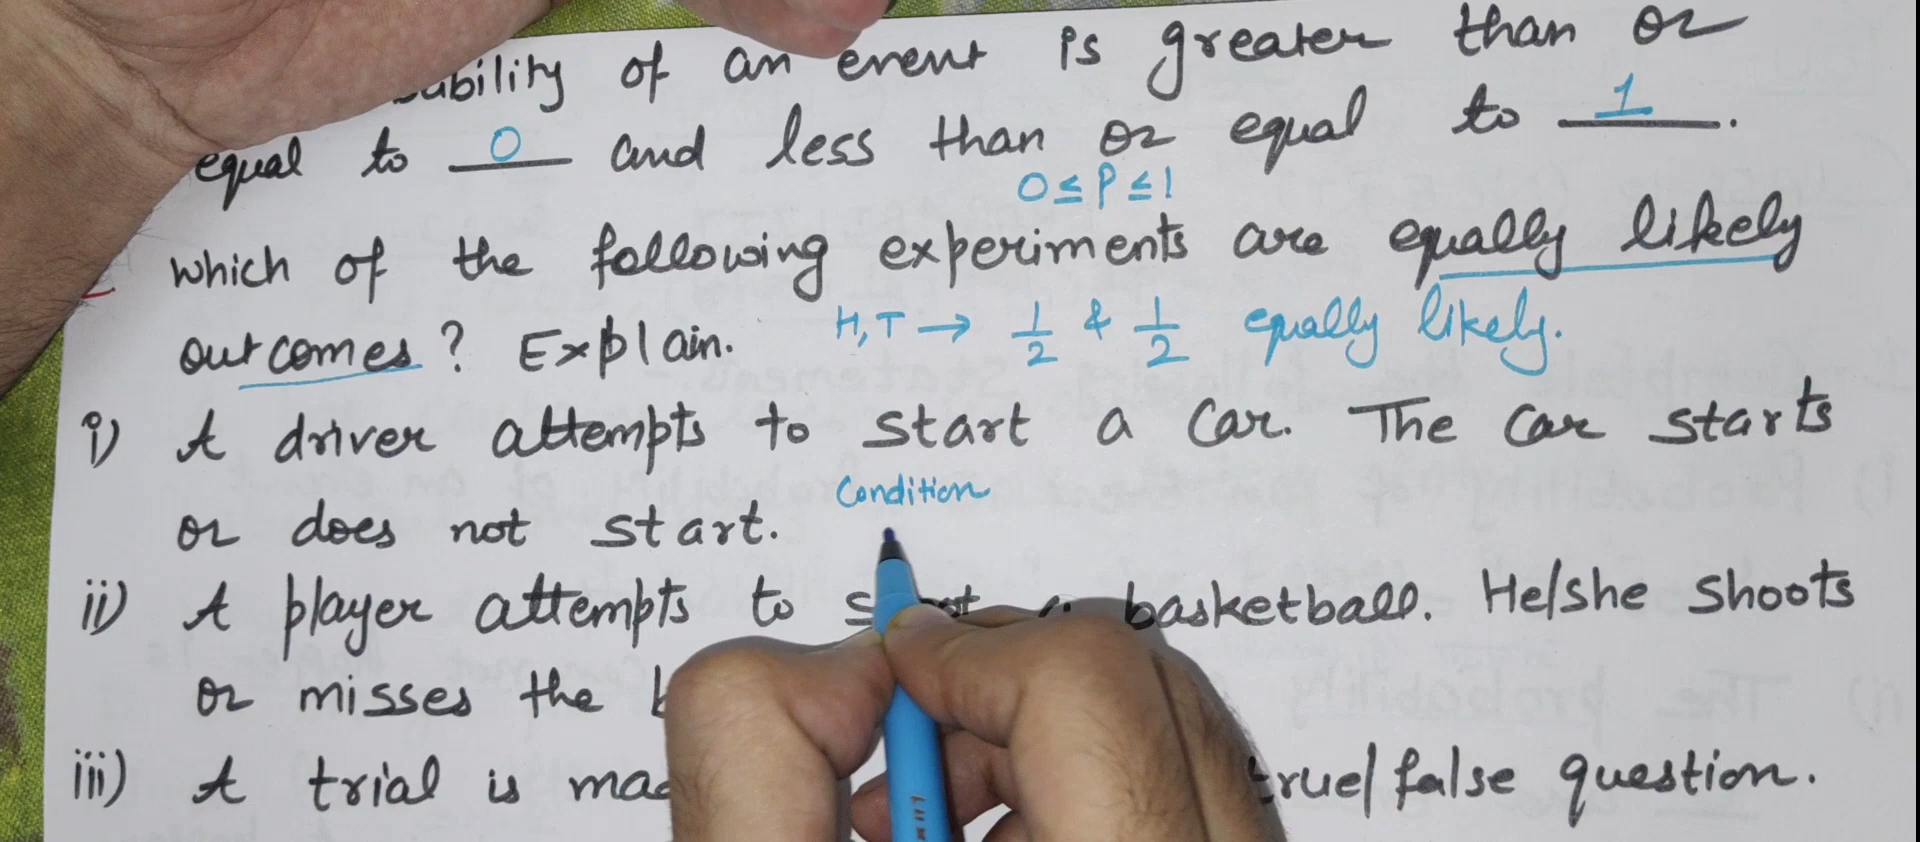 of an event is greater than or
equal to 0 and less than or equal to 1.
0 ≤ P ≤ 1
which of the following experiments are equally likely
outcomes? Explain. H, T → 1/2 & 1/2 equally likely.
i) A driver attempts to start a car. The car starts
or does not start. Condition
ii) A player attempts to a basketball. He/she shoots
or misses the
iii) A trial is true/false question.